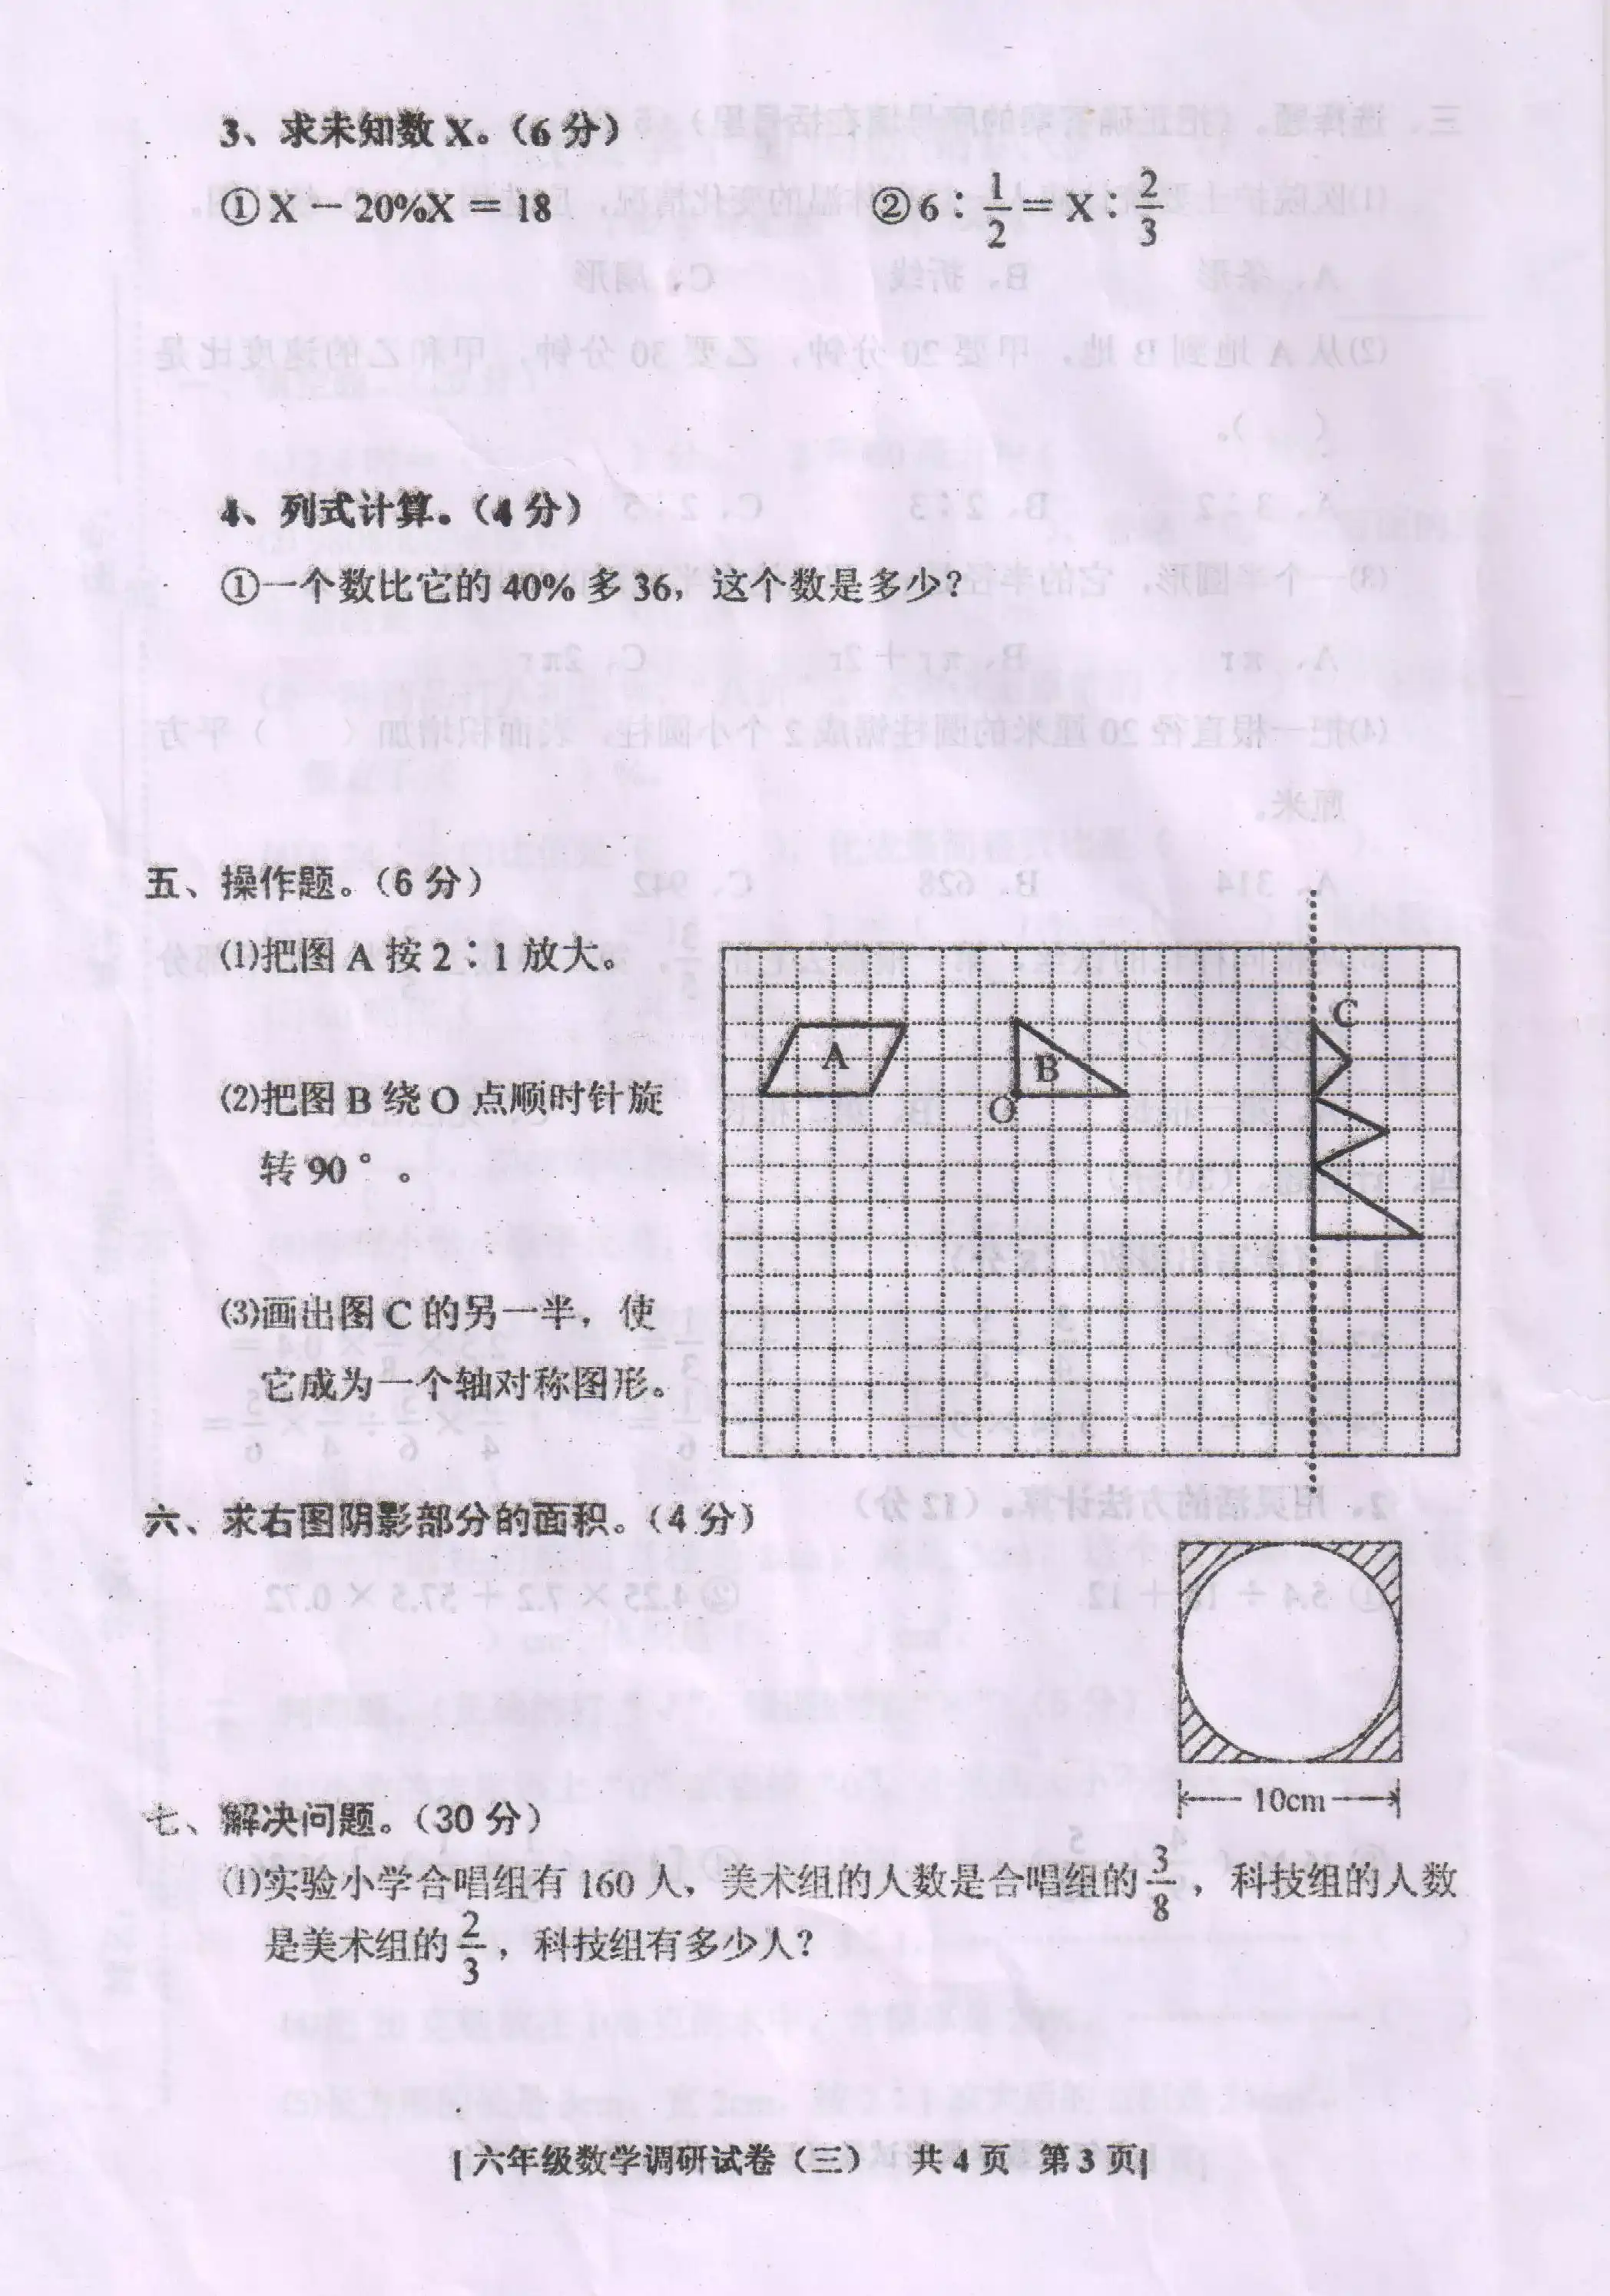 3、求未知数 X。（6 分）
①X － 20%X ＝ 18 ②6∶1/2＝X∶2/3
4、列式计算。（4 分）
①一个数比它的 40% 多 36，这个数是多少？
五、操作题。（6 分）
⑴把图 A 按 2∶1 放大。
⑵把图 B 绕 O 点顺时针旋
转 90°。
⑶画出图 C 的另一半，使
它成为一个轴对称图形。
A
B
O
C
六、求右图阴影部分的面积。（4 分）
10cm
七、解决问题。（30 分）
⑴实验小学合唱组有 160 人，美术组的人数是合唱组的 3/8，科技组的人数
是美术组的 2/3，科技组有多少人？
[六年级数学调研试卷（三） 共 4 页 第 3 页]